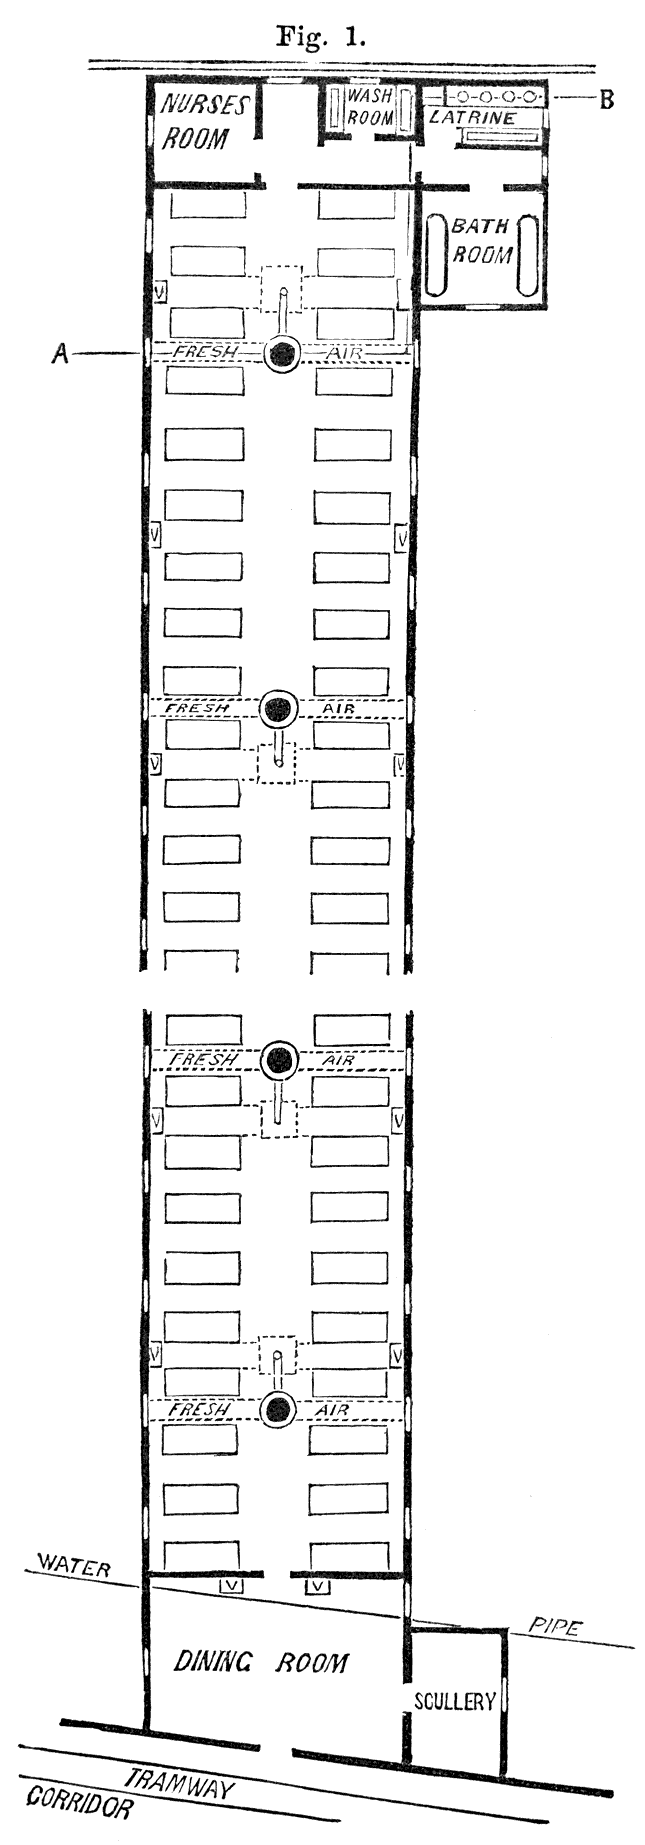 Fig. 1.
NURSES
ROOM
WASH
ROOM
LATRINE
B
BATH
ROOM
V
A
FRESH AIR
V
V
FRESH AIR
V
V
FRESH AIR
V
V
V
V
FRESH AIR
WATER
V
V
PIPE
DINING ROOM
SCULLERY
TRAMWAY
CORRIDOR